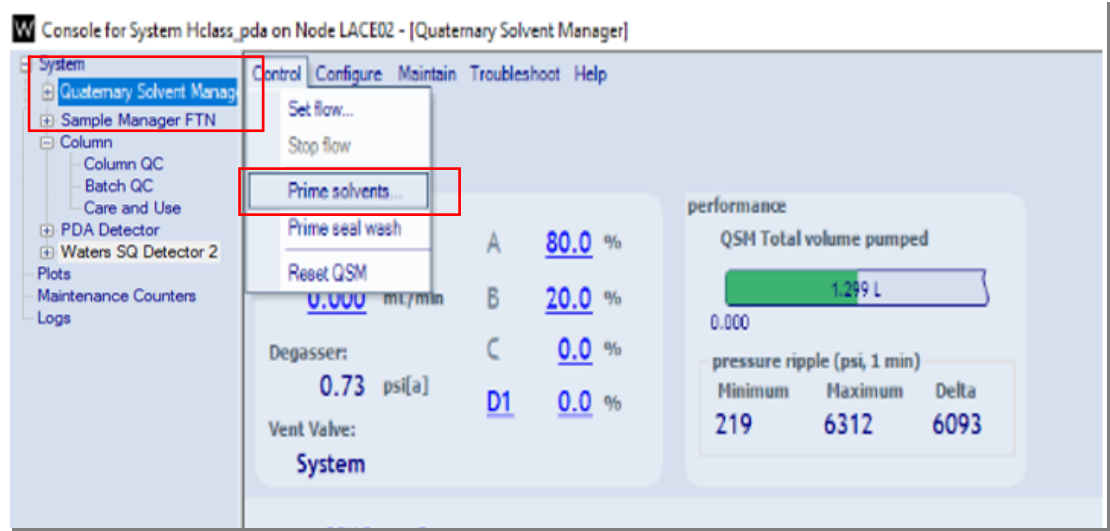 W Console for System Hclass_pda on Node LACE02 - [Quaternary Solvent Manager]
System
Quaternary Solvent Manag
Sample Manager FTN
Column
Column QC
Batch QC
Care and Use
PDA Detector
Waters SQ Detector 2
Plots
Maintenance Counters
Logs
Control Configure Maintain Troubleshoot Help
Set flow...
Stop flow
Prime solvents...
Prime seal wash
Reset QSM
0.000 mL/min
Degasser:
0.73 psi[a]
Vent Valve:
System
A 80.0 %
B 20.0 %
C 0.0 %
D1 0.0 %
performance
QSM Total volume pumped
1.299 L
0.000
pressure ripple (psi, 1 min)
Minimum Maximum Delta
219 6312 6093